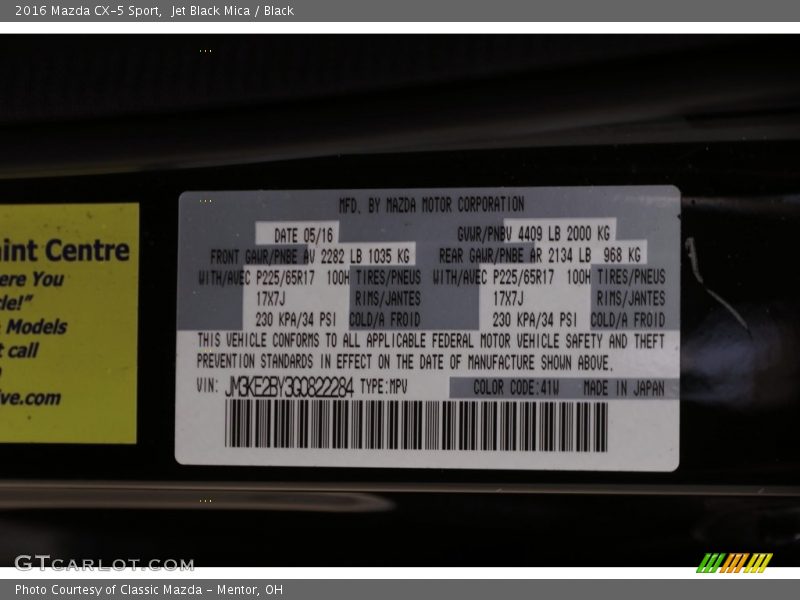 2016 Mazda CX-5 Sport, Jet Black Mica / Black
MFD. BY MAZDA MOTOR CORPORATION
DATE 05/16 GVWR/PNBV 4409 LB 2000 KG
FRONT GAWR/PNBE AV 2282 LB 1035 KG REAR GAWR/PNBE AR 2134 LB 968 KG
WITH/AVEC P225/65R17 100H TIRES/PNEUS WITH/AVEC P225/65R17 100H TIRES/PNEUS
17X7J RIMS/JANTES 17X7J RIMS/JANTES
230 KPA/34 PSI COLD/A FROID 230 KPA/34 PSI COLD/A FROID
THIS VEHICLE CONFORMS TO ALL APPLICABLE FEDERAL MOTOR VEHICLE SAFETY AND THEFT
PREVENTION STANDARDS IN EFFECT ON THE DATE OF MANUFACTURE SHOWN ABOVE.
VIN: JM3KE2BY3G0822284 TYPE:MPV COLOR CODE:41W MADE IN JAPAN
aint Centre
ere You
cle!"
Models
t call
ve.com
GTCARLOT.COM
Photo Courtesy of Classic Mazda - Mentor, OH